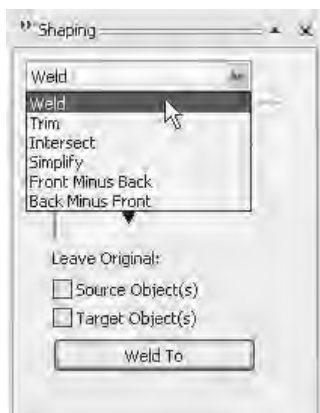 Shaping
Weld
Weld
Trim
Intersect
Simplify
Front Minus Back
Back Minus Front
Leave Original:
Source Object(s)
Target Object(s)
Weld To